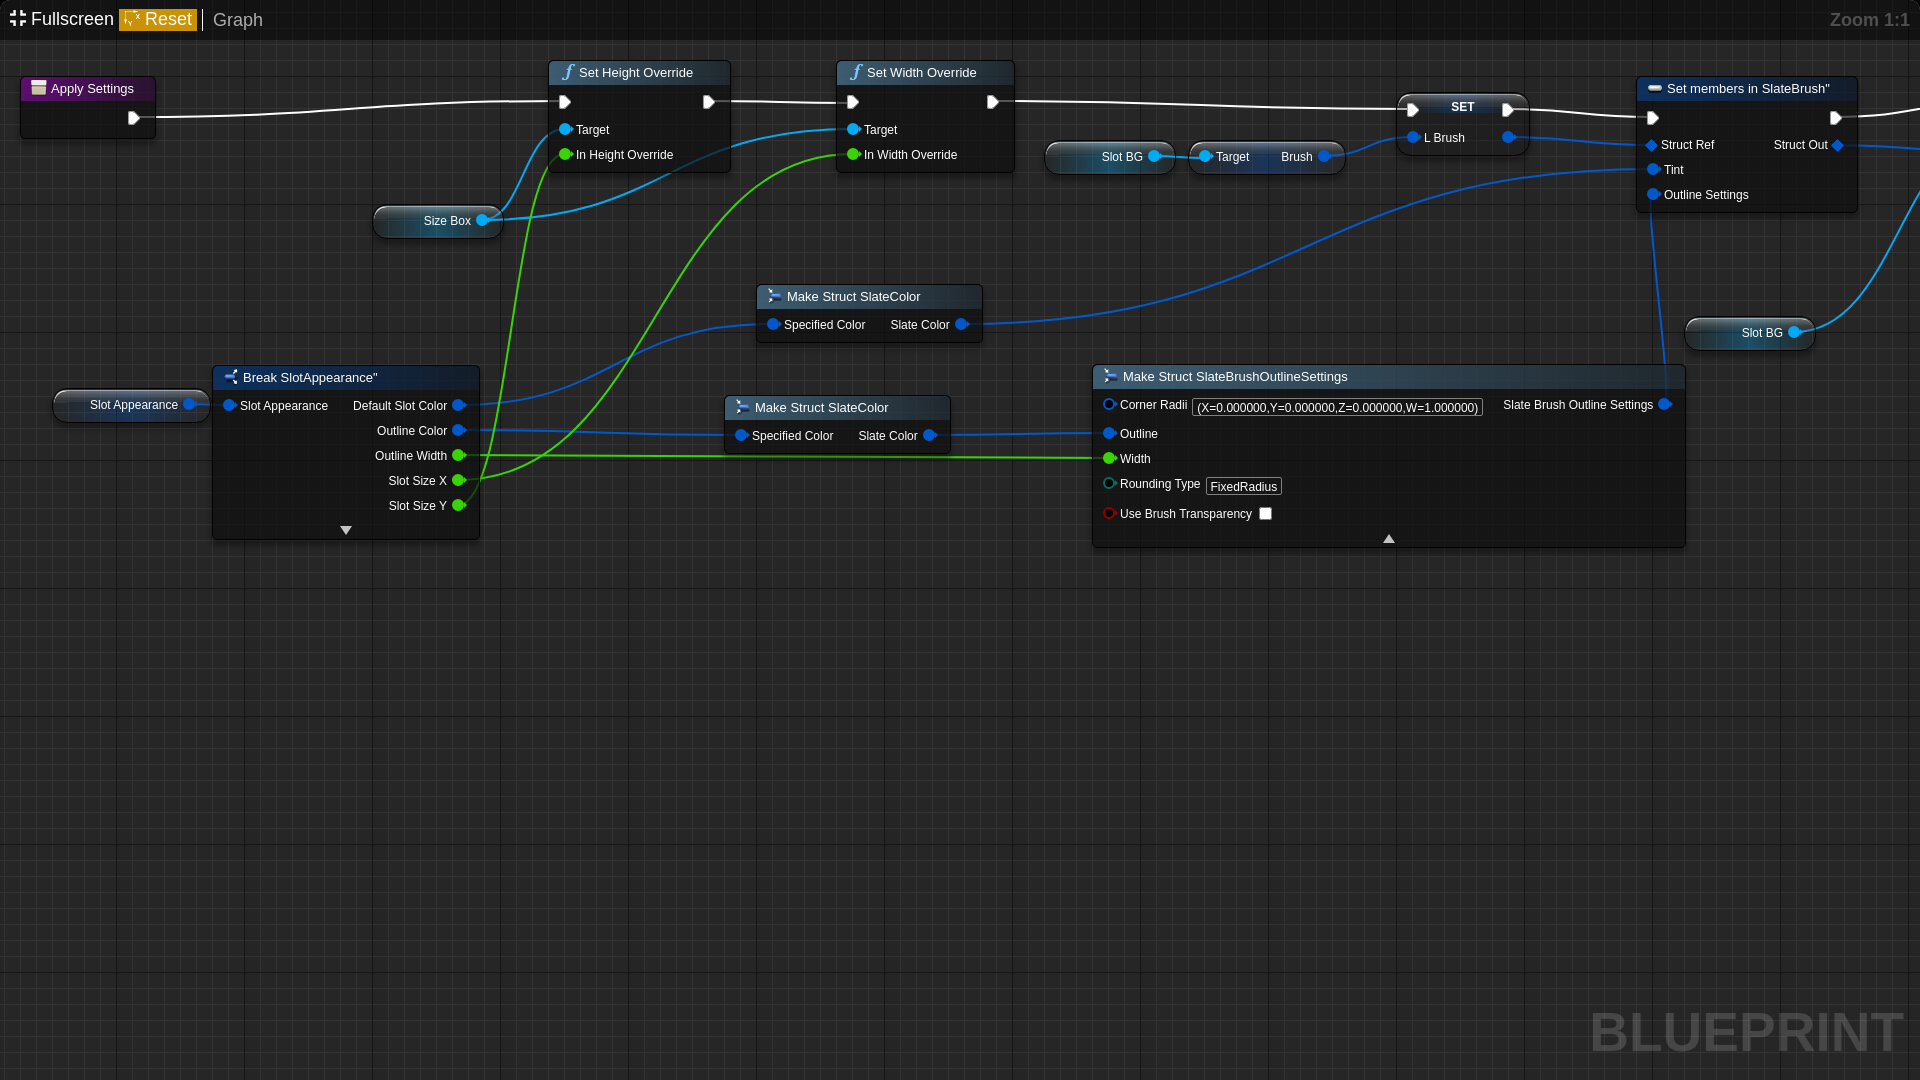 Fullscreen Reset Graph Zoom 1:1
Apply Settings
Set Height Override
Target
In Height Override
Set Width Override
Target
In Width Override
Size Box
Slot BG
Target Brush
SET
L Brush
Set members in SlateBrush"
Struct Ref Struct Out
Tint
Outline Settings
Slot BG
Make Struct SlateColor
Specified Color Slate Color
Slot Appearance
Break SlotAppearance"
Slot Appearance Default Slot Color
Outline Color
Outline Width
Slot Size X
Slot Size Y
Make Struct SlateColor
Specified Color Slate Color
Make Struct SlateBrushOutlineSettings
Corner Radii (X=0.000000,Y=0.000000,Z=0.000000,W=1.000000) Slate Brush Outline Settings
Outline
Width
Rounding Type FixedRadius
Use Brush Transparency
BLUEPRINT